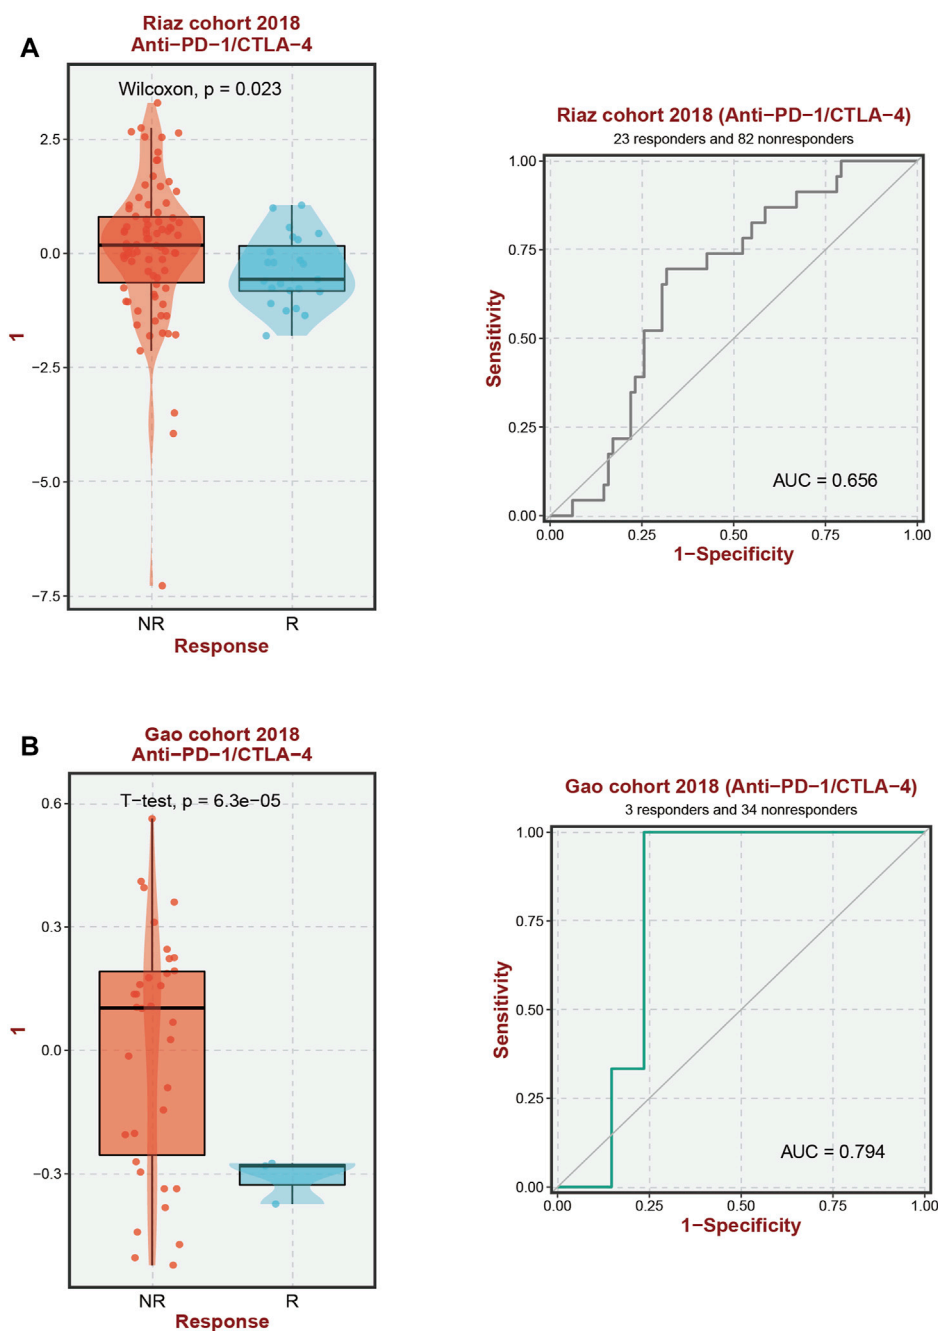 A
Riaz cohort 2018
Anti−PD−1/CTLA−4
Wilcoxon, p = 0.023
2.5
0.0
−2.5
−5.0
−7.5
1
NR
R
Response
Riaz cohort 2018 (Anti−PD−1/CTLA−4)
23 responders and 82 nonresponders
1.00
0.75
0.50
0.25
0.00
Sensitivity
AUC = 0.656
0.00
0.25
0.50
0.75
1.00
1−Specificity
B
Gao cohort 2018
Anti−PD−1/CTLA−4
T−test, p = 6.3e−05
0.6
0.3
0.0
−0.3
1
NR
R
Response
Gao cohort 2018 (Anti−PD−1/CTLA−4)
3 responders and 34 nonresponders
1.00
0.75
0.50
0.25
0.00
Sensitivity
AUC = 0.794
0.00
0.25
0.50
0.75
1.00
1−Specificity